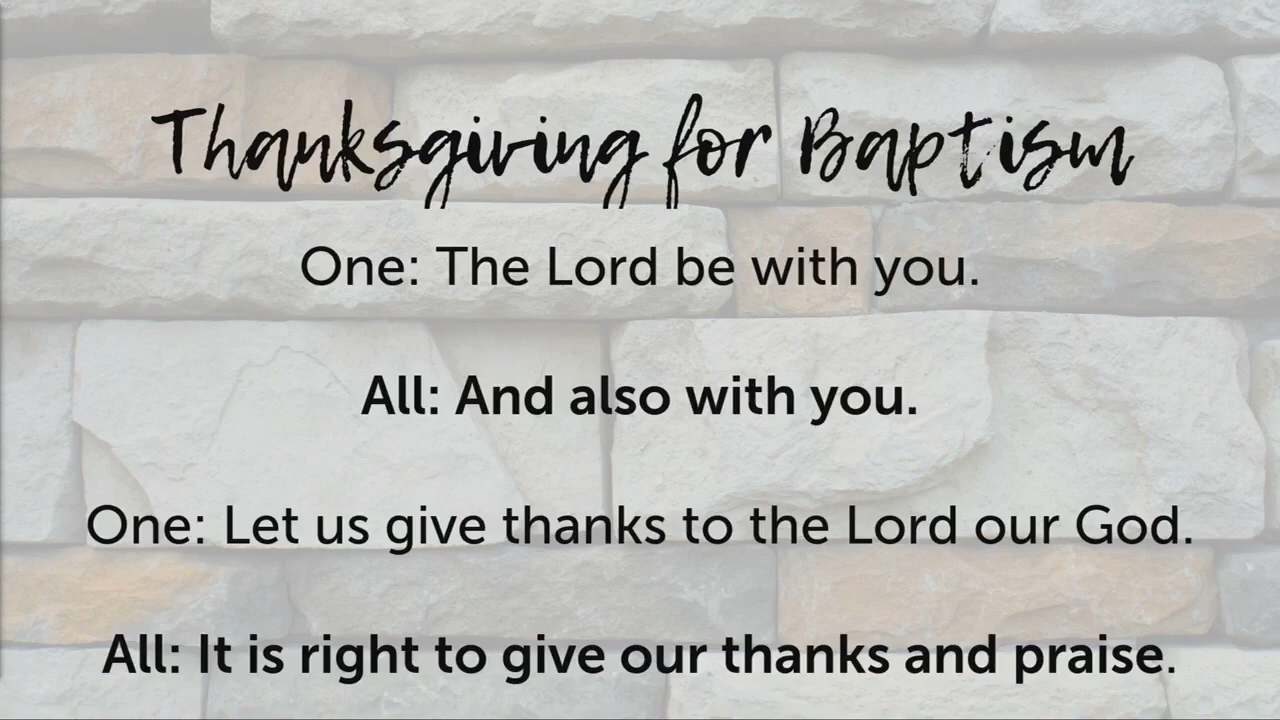 Thanksgiving for Baptism
One: The Lord be with you.
All: And also with you.
One: Let us give thanks to the Lord our God.
All: It is right to give our thanks and praise.